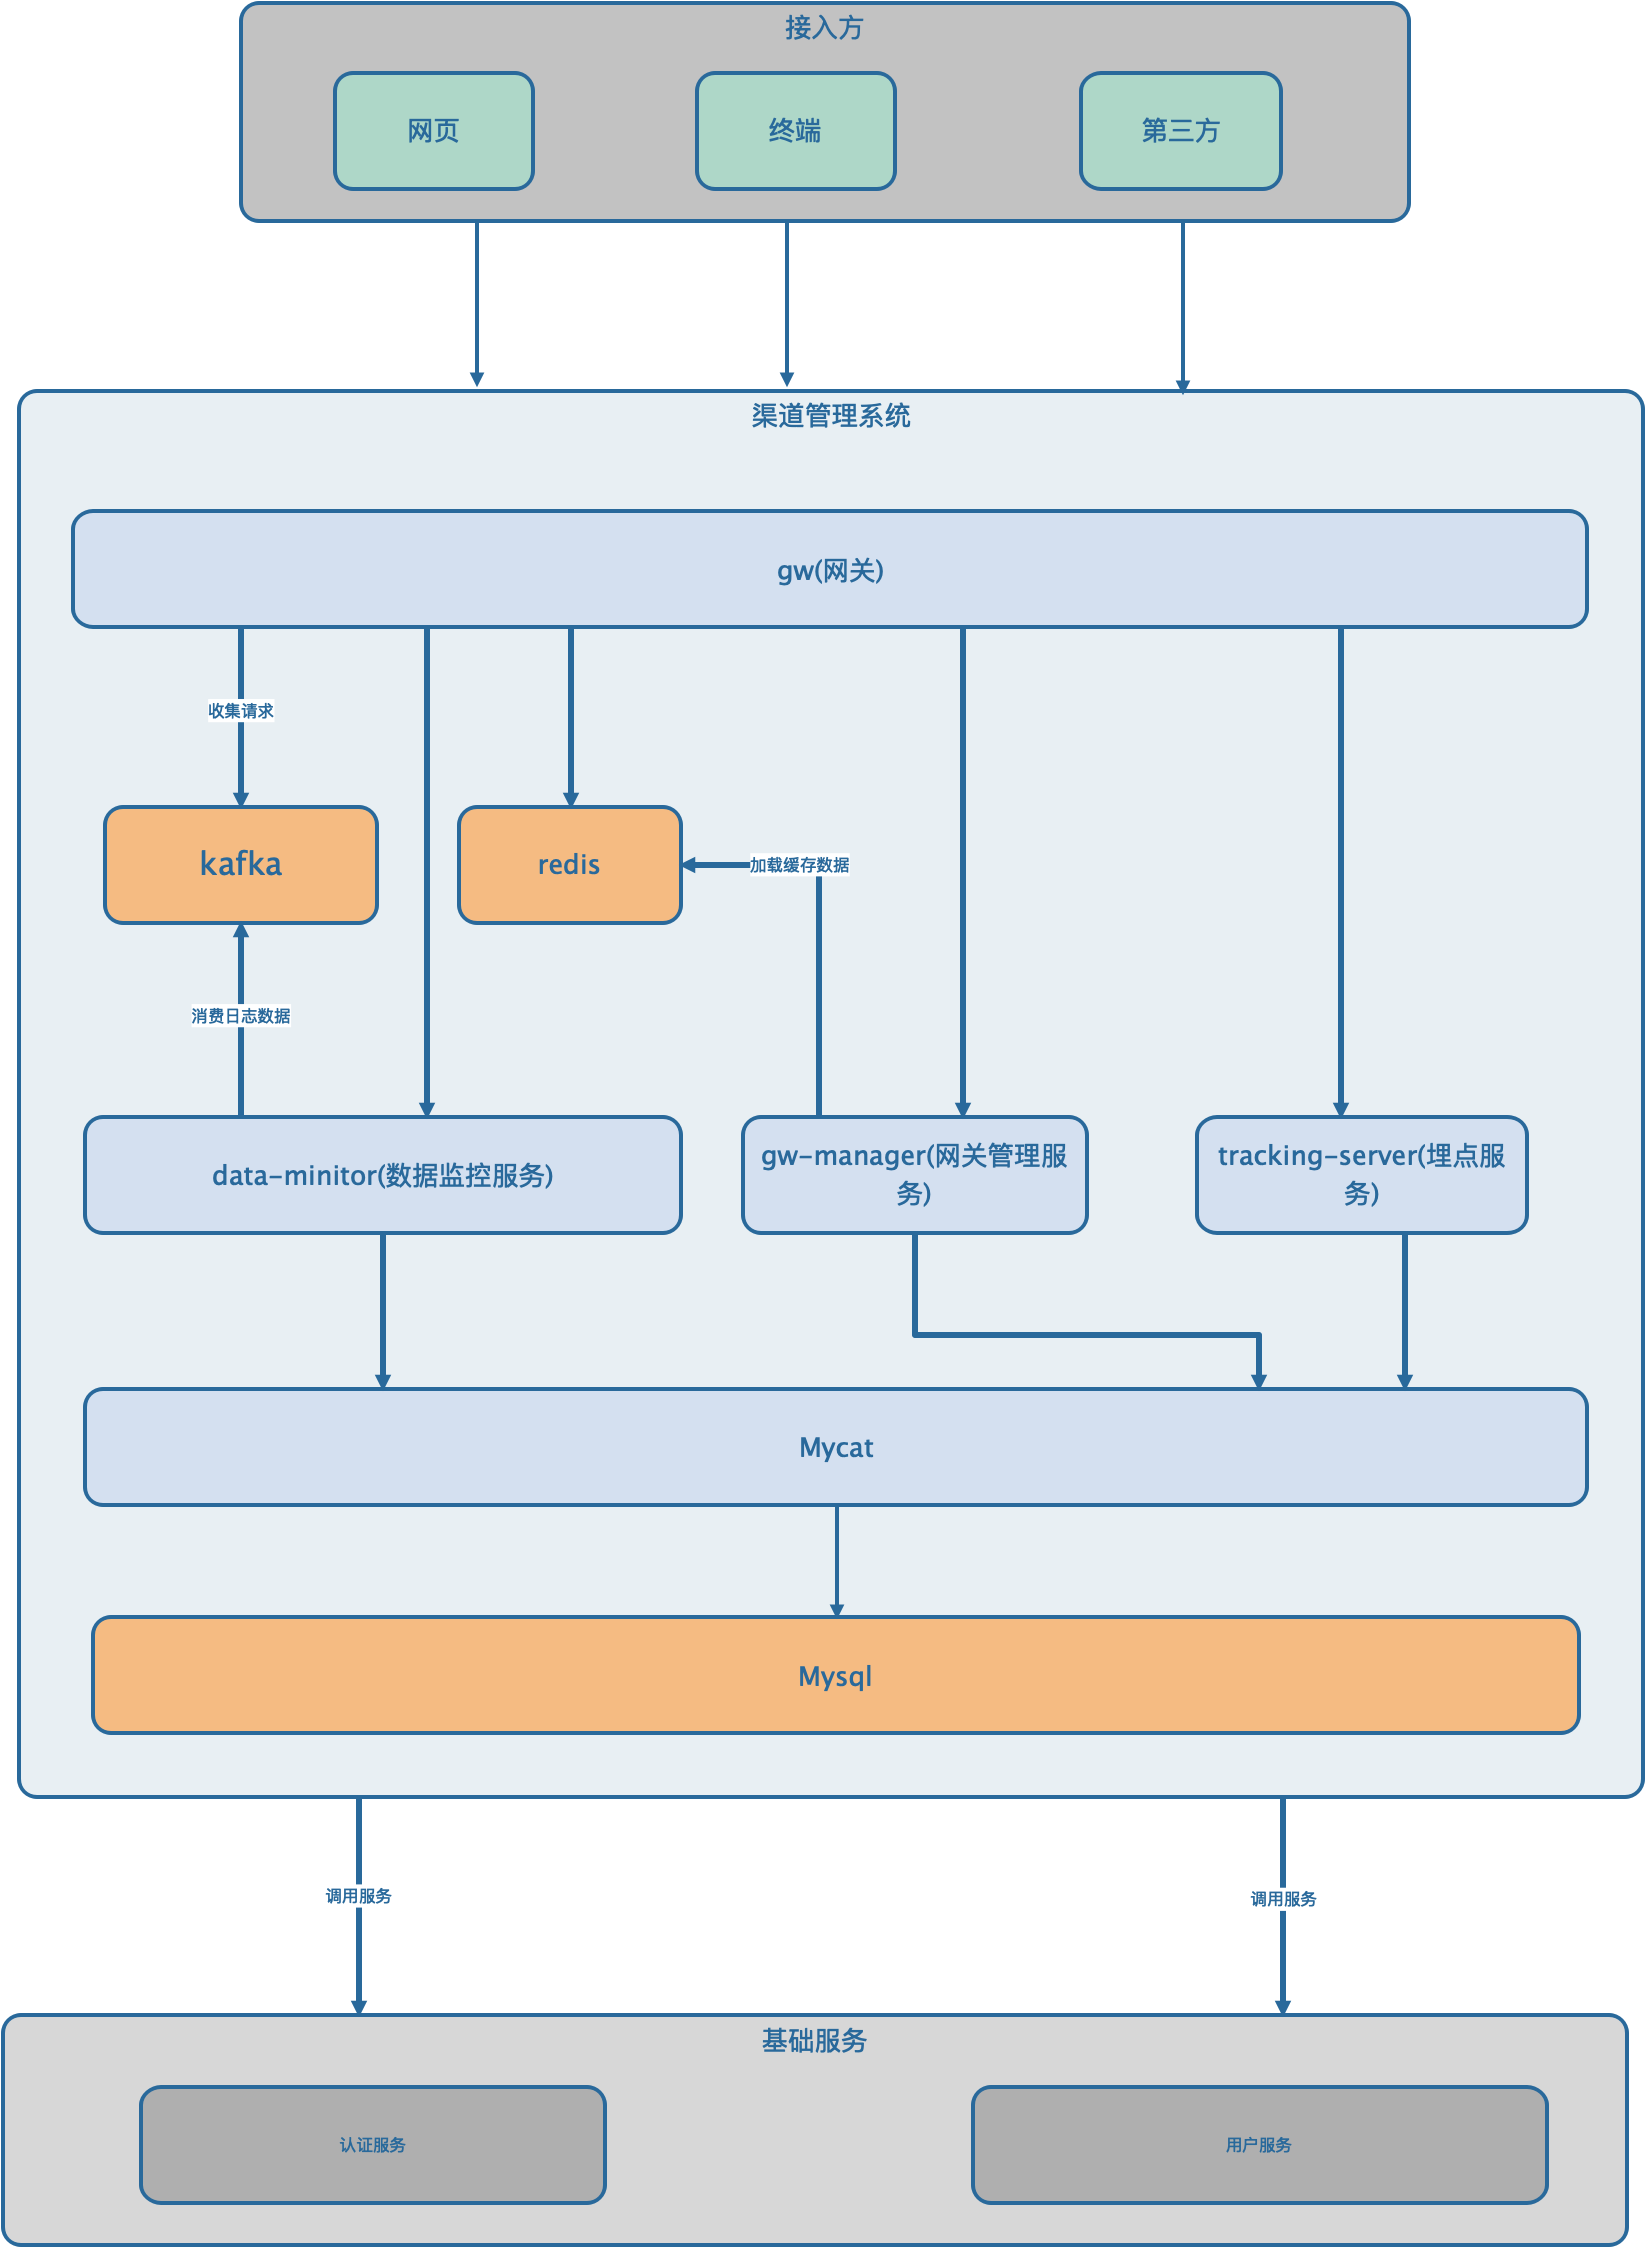 接入方
网页
终端
第三方
渠道管理系统
gw(网关)
收集请求
kafka
redis
加载缓存数据
消费日志数据
data-minitor(数据监控服务)
gw-manager(网关管理服
务)
tracking-server(埋点服
务)
Mycat
Mysql
调用服务
调用服务
基础服务
认证服务
用户服务